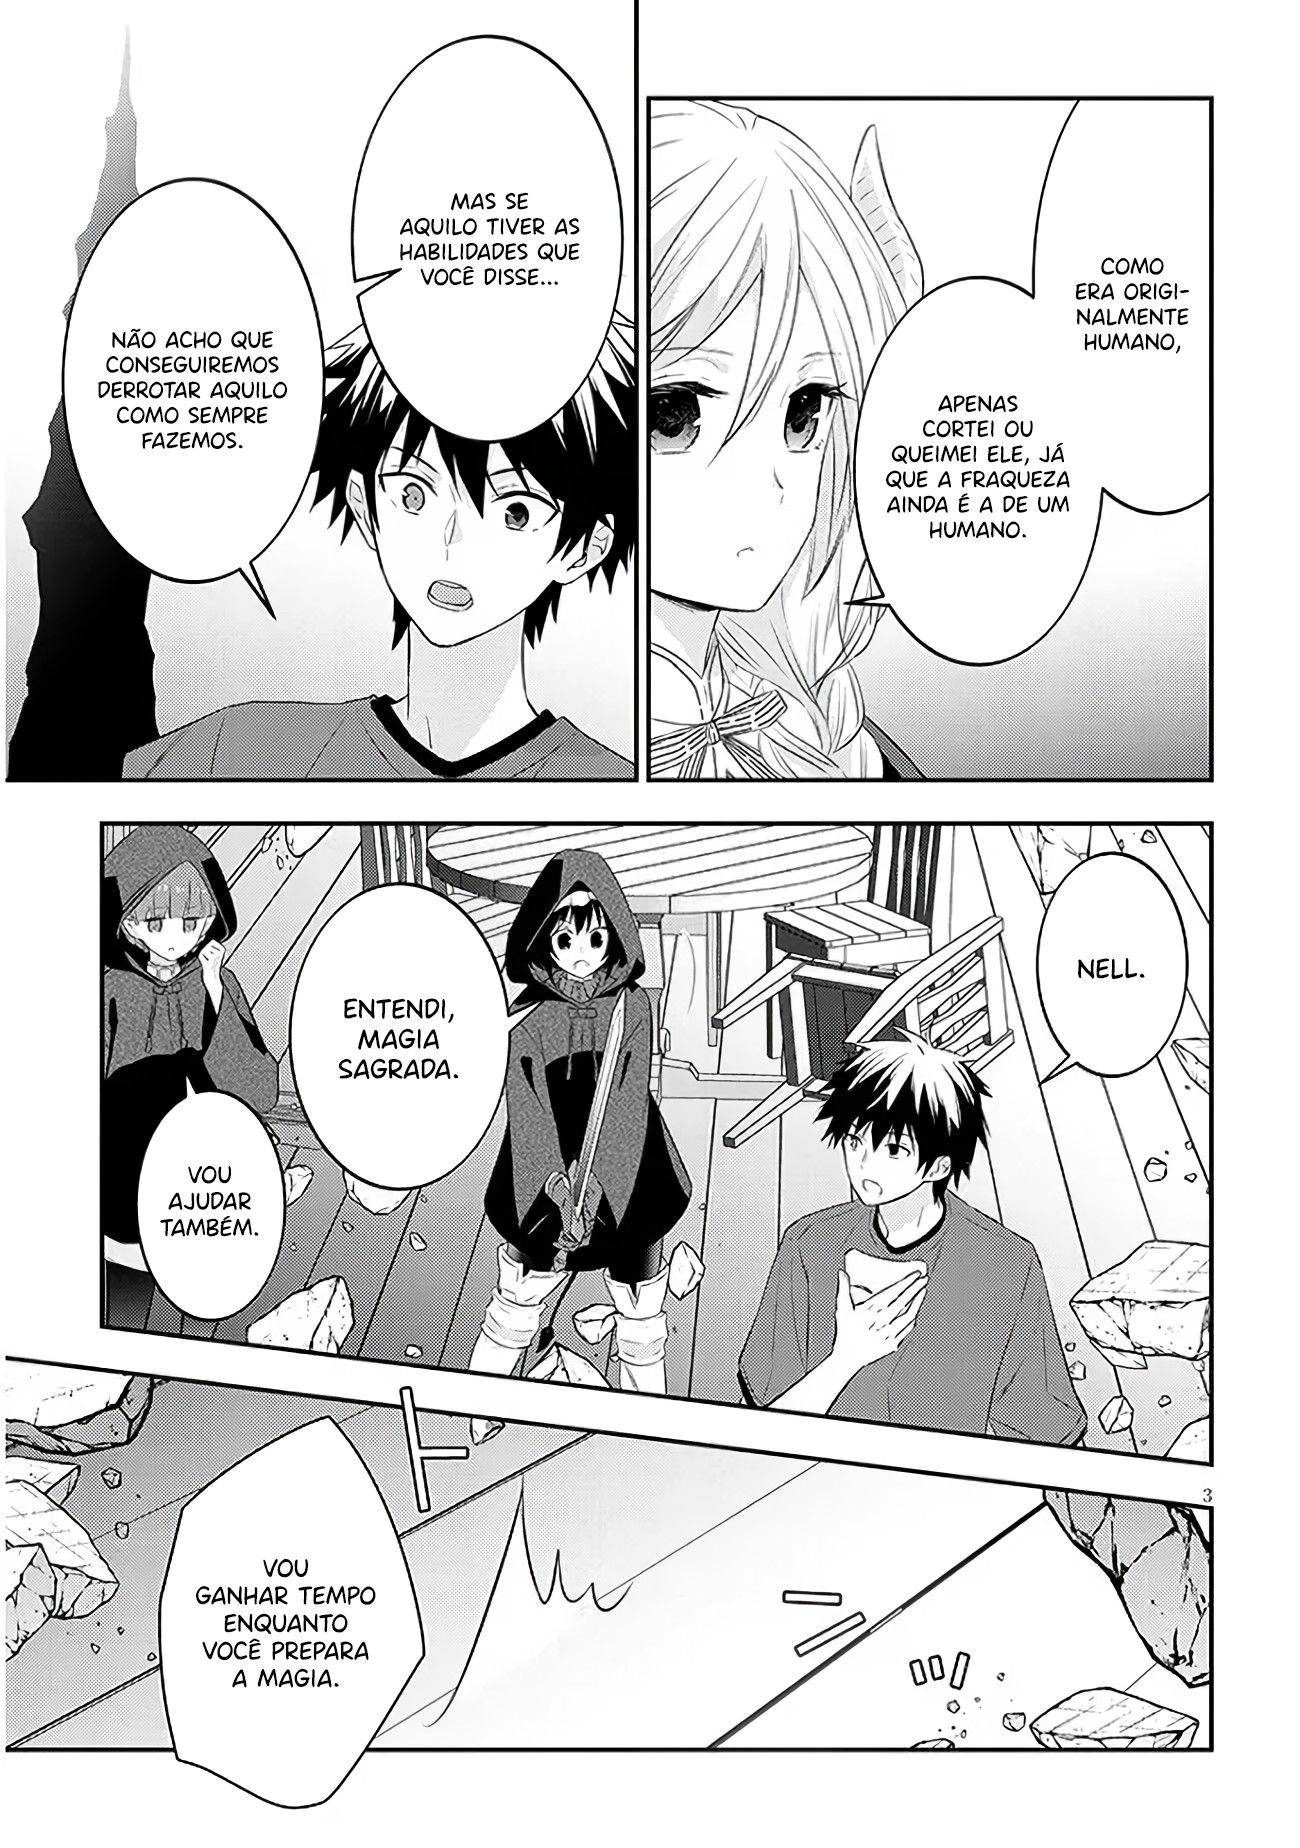 COMO
ERA ORIGI-
NALMENTE
HUMANO,
APENAS
CORTEI OU
QUEIMEI ELE, JÁ
QUE A FRAQUEZA
AINDA É A DE UM
HUMANO.
MAS SE
AQUILO TIVER AS
HABILIDADES QUE
VOCÊ DISSE...
NÃO ACHO QUE
CONSEGUIREMOS
DERROTAR AQUILO
COMO SEMPRE
FAZEMOS.
NELL.
ENTENDI,
MAGIA
SAGRADA.
VOU
AJUDAR
TAMBÉM.
3
VOU
GANHAR TEMPO
ENQUANTO
VOCÊ PREPARA
A MAGIA.